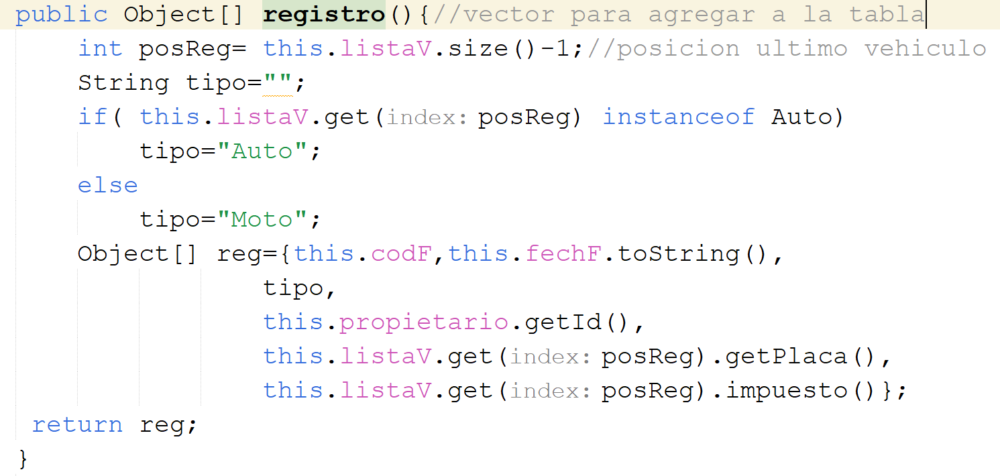 public Object[] registro(){//vector para agregar a la tabla
int posReg= this.listaV.size()-1;//posicion ultimo vehiculo
String tipo="";
if( this.listaV.get(index: posReg) instanceof Auto)
tipo="Auto";
else
tipo="Moto";
Object[] reg={this.codF,this.fechF.toString(),
tipo,
this.propietario.getId(),
this.listaV.get(index: posReg).getPlaca(),
this.listaV.get(index: posReg).impuesto()};
return reg;
}